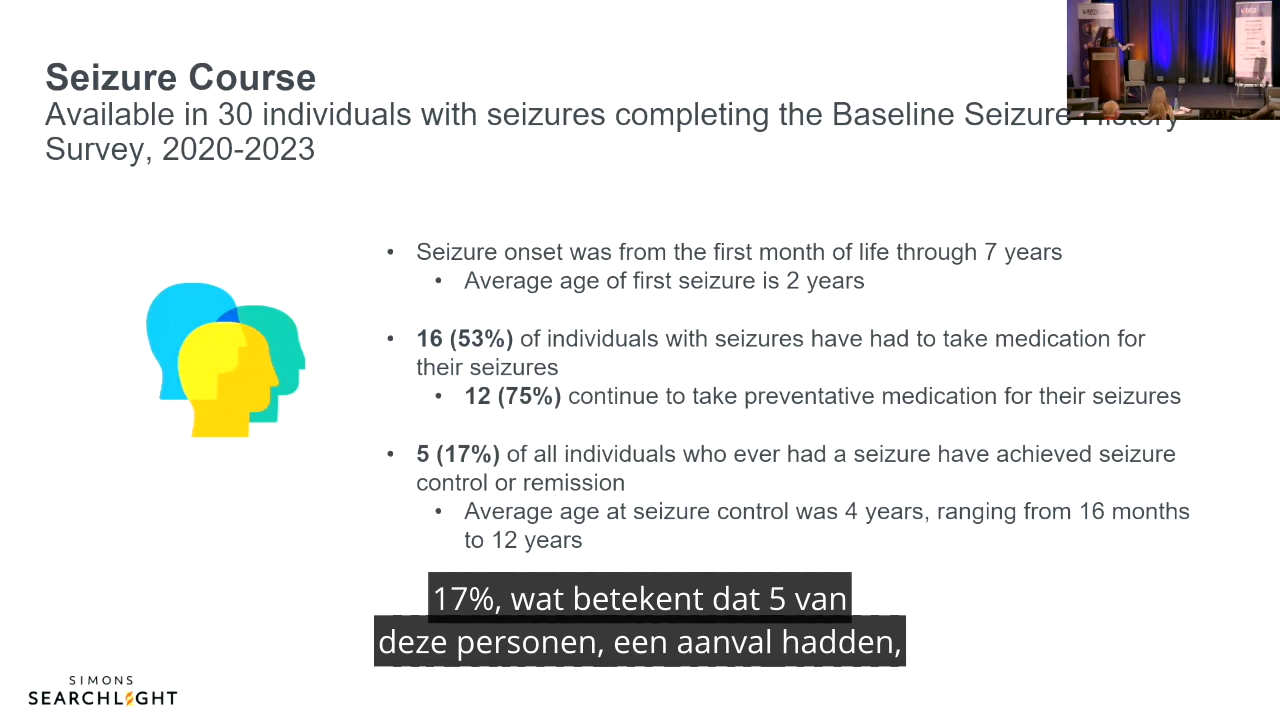 Seizure Course
Available in 30 individuals with seizures completing the Baseline Seizure History
Survey, 2020-2023
• Seizure onset was from the first month of life through 7 years
• Average age of first seizure is 2 years
• 16 (53%) of individuals with seizures have had to take medication for
their seizures
• 12 (75%) continue to take preventative medication for their seizures
• 5 (17%) of all individuals who ever had a seizure have achieved seizure
control or remission
• Average age at seizure control was 4 years, ranging from 16 months
to 12 years
17%, wat betekent dat 5 van
deze personen, een aanval hadden,
SIMONS
SEARCHLIGHT